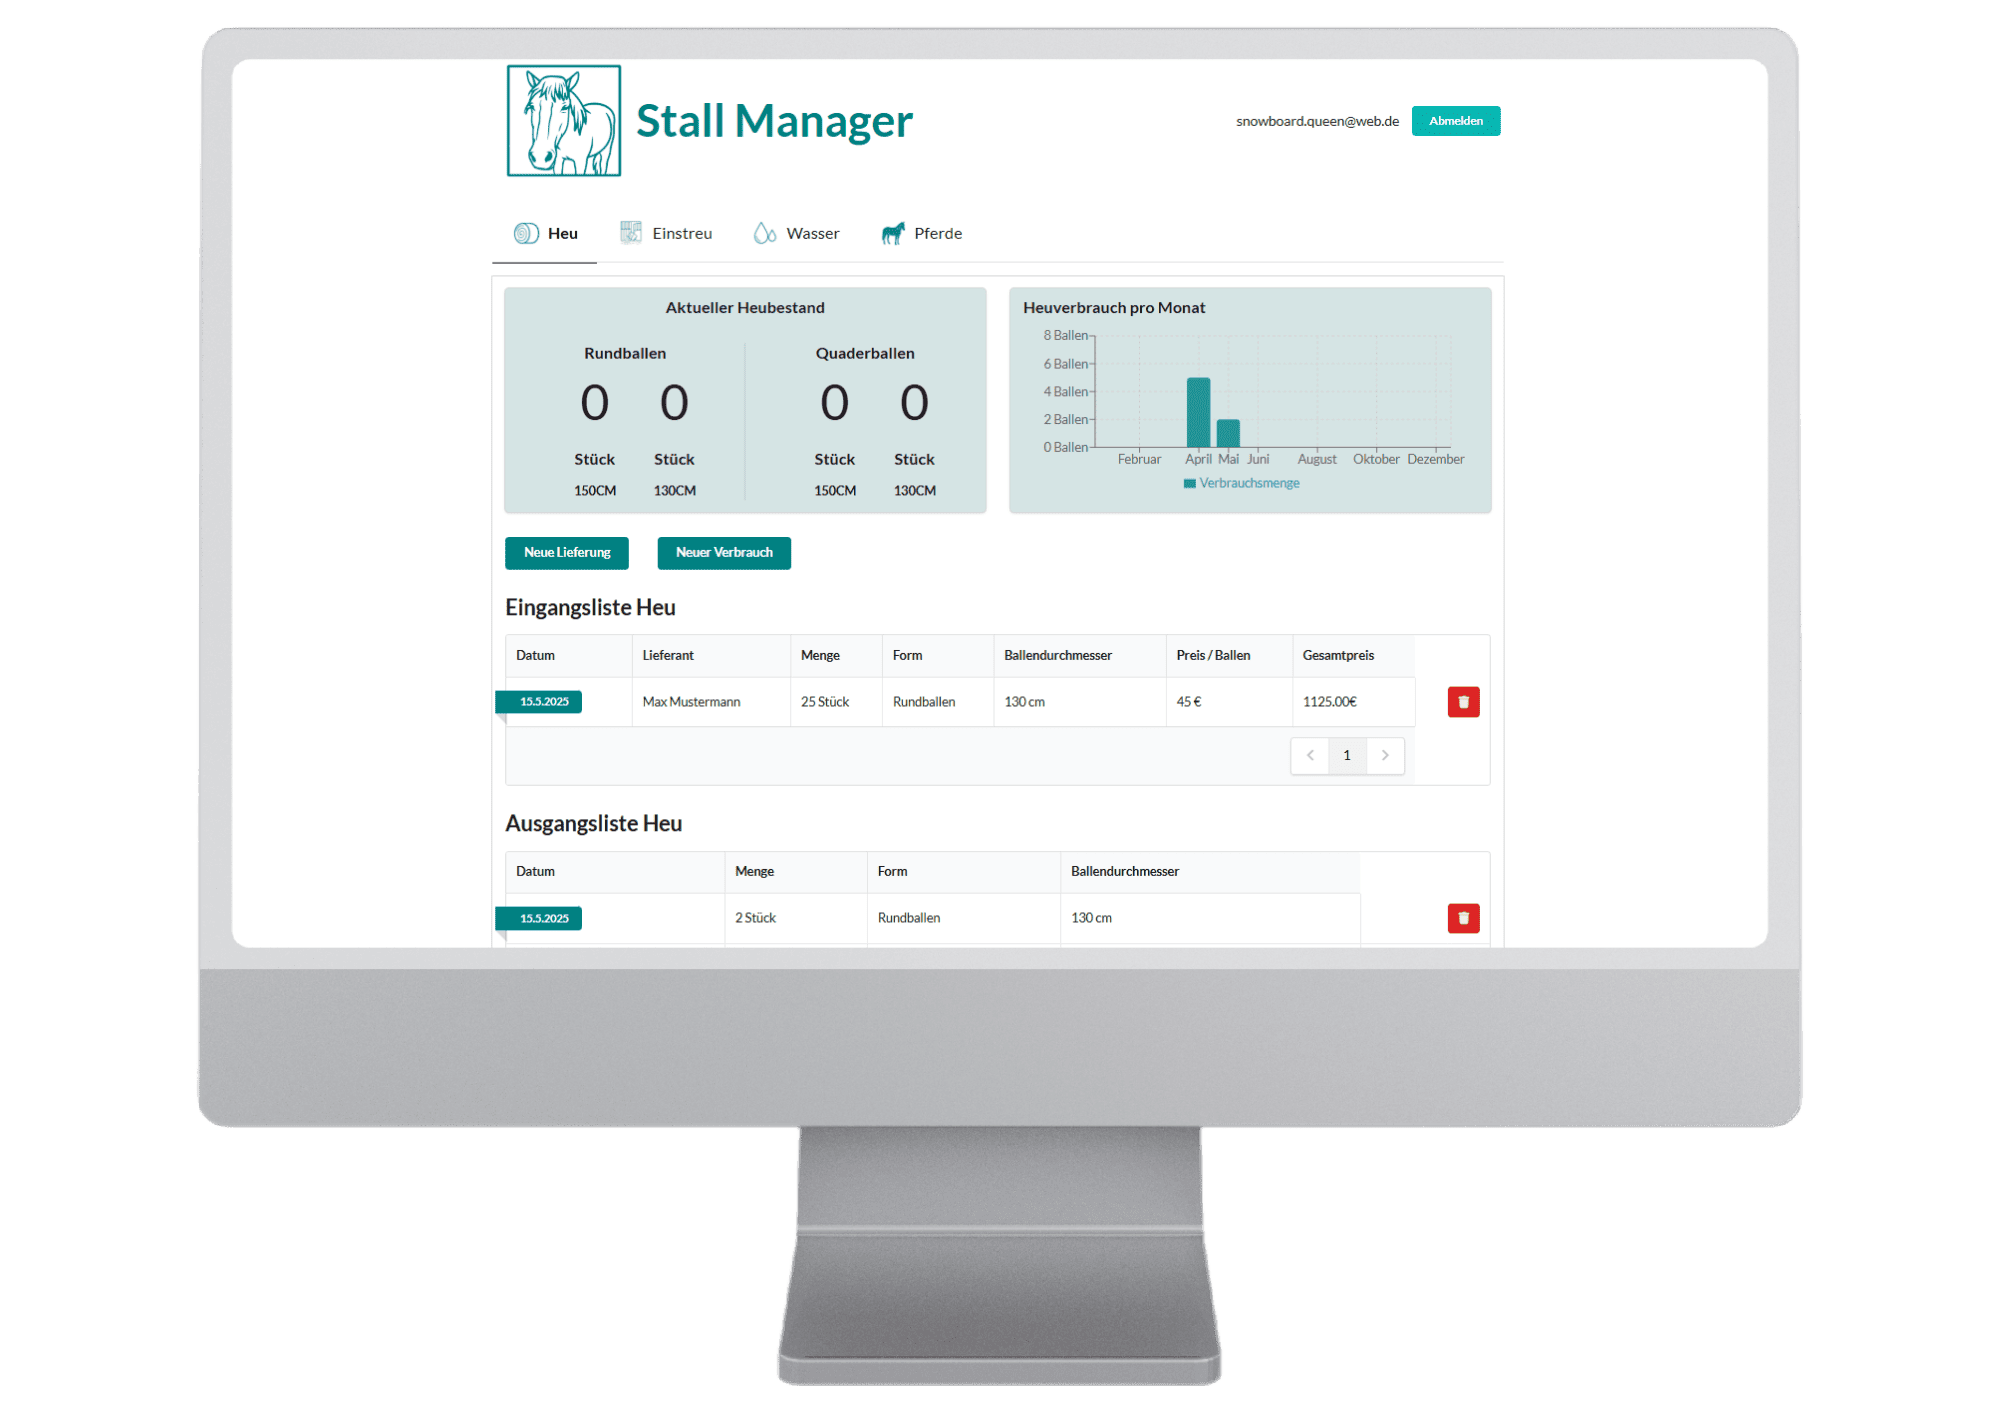 Stall Manager
snowboard.queen@web.de Abmelden
Heu Einstreu Wasser Pferde
Aktueller Heubestand
Rundballen Quaderballen
0 0 0 0
Stück Stück Stück Stück
150CM 130CM 150CM 130CM
Heuverbrauch pro Monat
8 Ballen
6 Ballen
4 Ballen
2 Ballen
0 Ballen
Februar April Mai Juni August Oktober Dezember
Verbrauchsmenge
Neue Lieferung Neuer Verbrauch
Eingangsliste Heu
Datum Lieferant Menge Form Ballendurchmesser Preis / Ballen Gesamtpreis
15.5.2025 Max Mustermann 25 Stück Rundballen 130 cm 45 € 1125.00€
1
Ausgangsliste Heu
Datum Menge Form Ballendurchmesser
15.5.2025 2 Stück Rundballen 130 cm